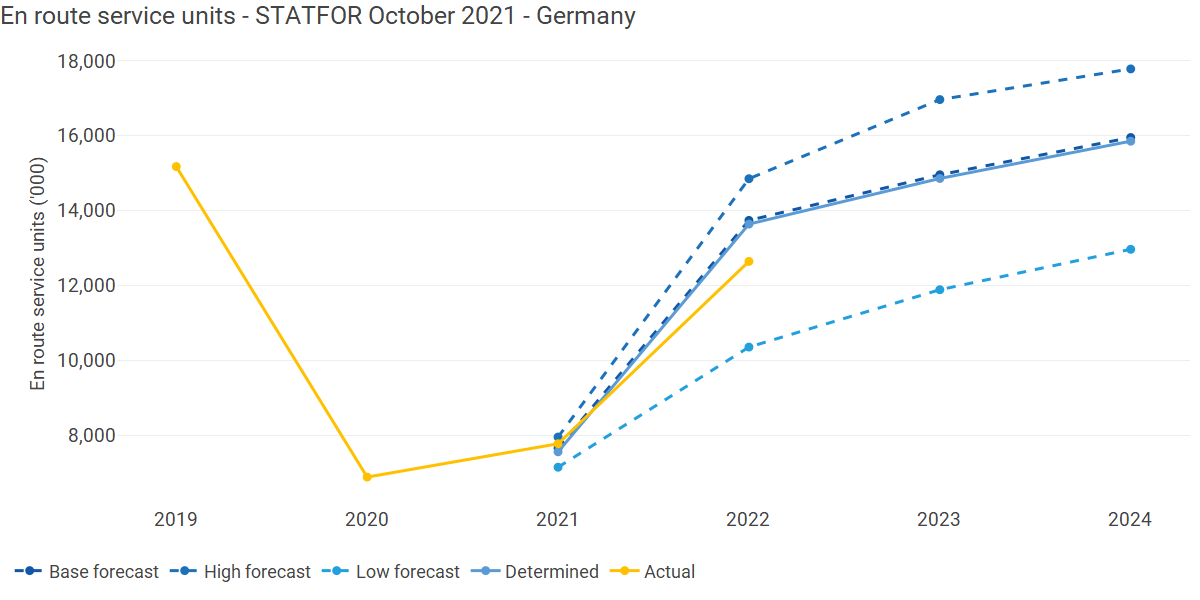 En route service units - STATFOR October 2021 - Germany
18,000
16,000
14,000
12,000
10,000
8,000
En route service units ('000)
2019 2020 2021 2022 2023 2024
Base forecast High forecast Low forecast Determined Actual